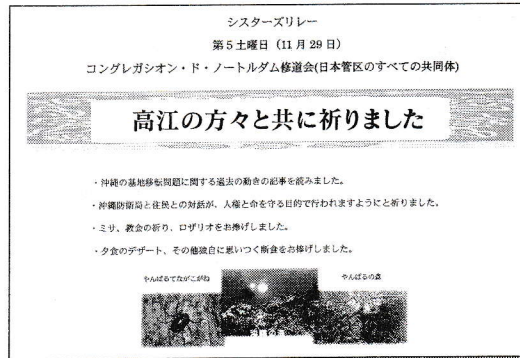 シスターズリレー
第5土曜日（11月29日）
コングレガシオン・ド・ノートルダム修道会(日本管区のすべての共同体)
高江の方々と共に祈りました
・沖縄の基地移転問題に関する過去の動きの記事を読みました。
・沖縄防衛局と住民との対話が、人権と命を守る目的で行われますようにと祈りました。
・ミサ、教会の祈り、ロザリオをお捧げしました。
・夕食のデザート、その他独自に思いつく断食をお捧げしました。
やんばるてながこがね
やんばるの森